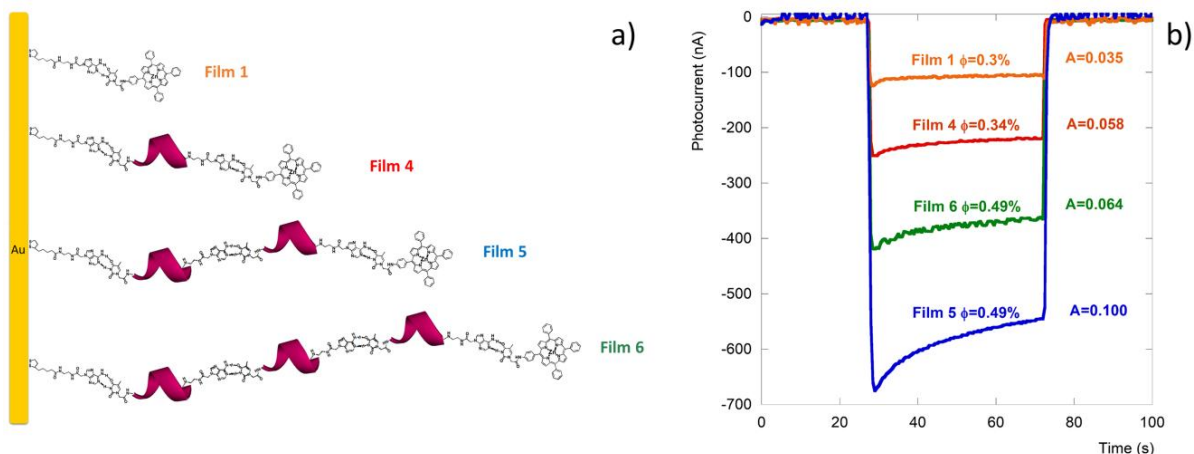 a)
Film 1
Film 4
Film 5
Film 6
Au
b)
Photocurrent (nA)
0
-100
-200
-300
-400
-500
-600
-700
Film 1 ϕ=0.3% A=0.035
Film 4 ϕ=0.34% A=0.058
Film 6 ϕ=0.49% A=0.064
Film 5 ϕ=0.49% A=0.100
0 20 40 60 80 100
Time (s)